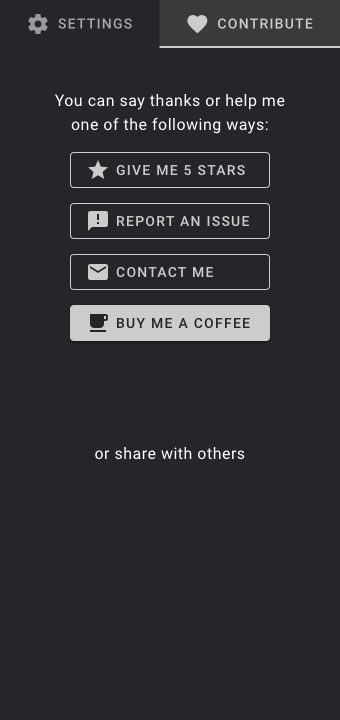 SETTINGS
CONTRIBUTE
You can say thanks or help me
one of the following ways:
GIVE ME 5 STARS
REPORT AN ISSUE
CONTACT ME
BUY ME A COFFEE
or share with others